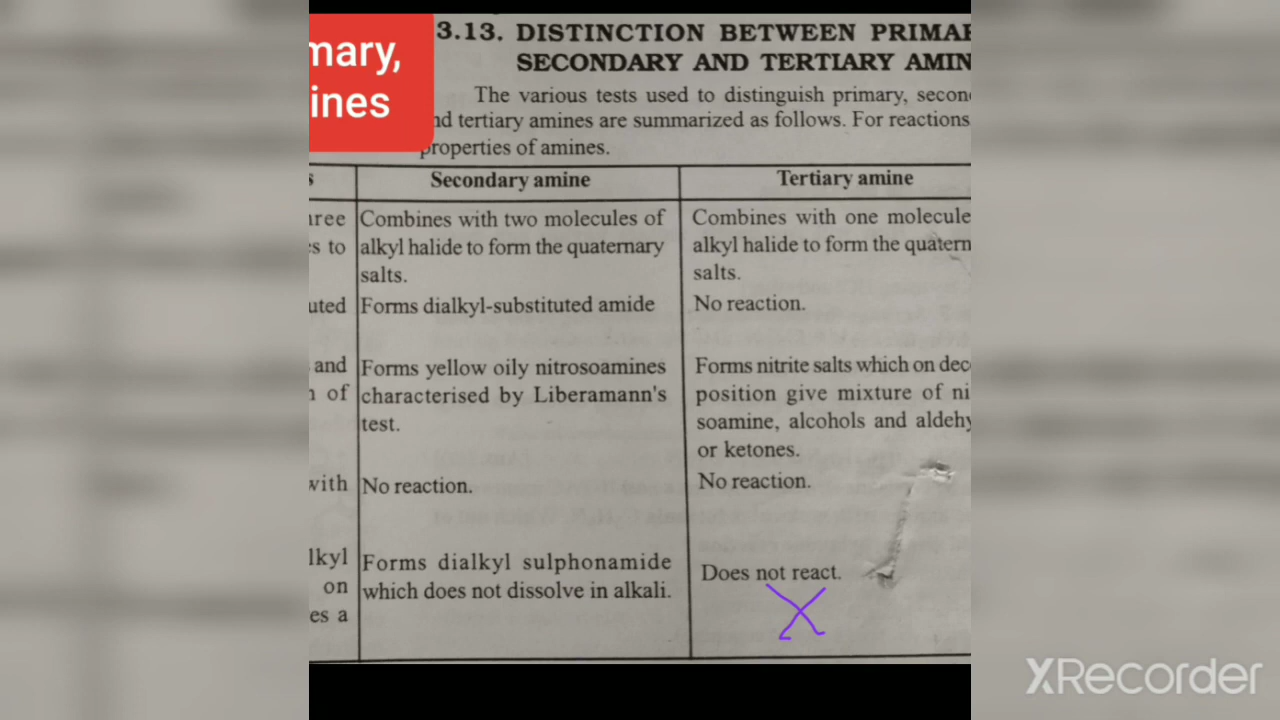 mary,
ines
3.13. DISTINCTION BETWEEN PRIMAR
SECONDARY AND TERTIARY AMIN
The various tests used to distinguish primary, secon
nd tertiary amines are summarized as follows. For reactions
properties of amines.
s
Secondary amine
Tertiary amine
ree
s to
Combines with two molecules of
alkyl halide to form the quaternary
salts.
Combines with one molecule
alkyl halide to form the quatern
salts.
uted
Forms dialkyl-substituted amide
No reaction.
and
of
Forms yellow oily nitrosoamines
characterised by Liberamann's
test.
Forms nitrite salts which on dec
position give mixture of ni
soamine, alcohols and aldehy
or ketones.
with
No reaction.
No reaction.
lkyl
on
es a
Forms dialkyl sulphonamide
which does not dissolve in alkali.
Does not react.
XRecorder